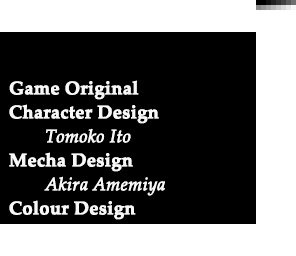 Game Original
Character Design
Tomoko Ito
Mecha Design
Akira Amemiya
Colour Design